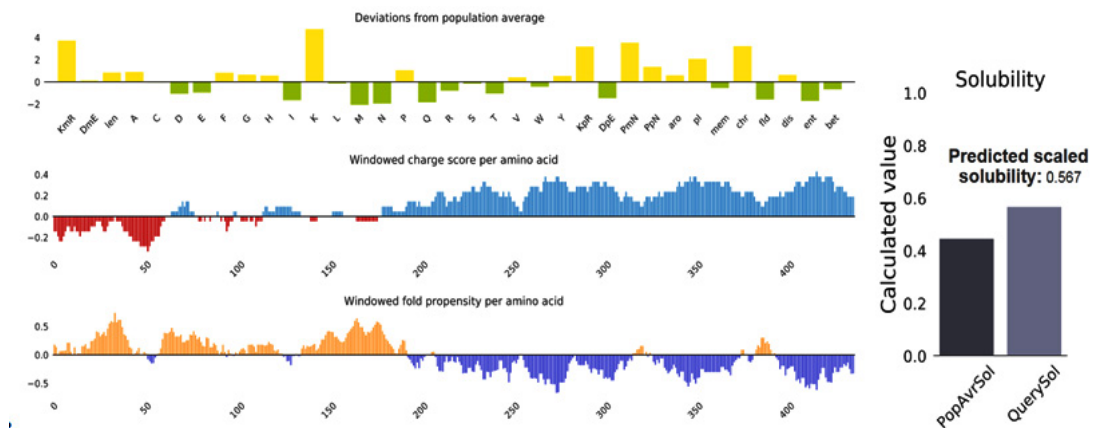 Deviations from population average
4
2
0
−2
KmR DmE len A C D E F G H I K L M N P Q R S T V W Y KpR DpE PmN PpN aro pI mem chr fld dis ent bet
Windowed charge score per amino acid
0.4
0.2
0.0
−0.2
0 50 100 150 200 250 300 350 400
Windowed fold propensity per amino acid
0.5
0.0
−0.5
0 50 100 150 200 250 300 350 400
Solubility
1.0
0.8
Predicted scaled
solubility: 0.567
0.6
0.4
0.2
0.0
Calculated value
PopAvrSol QuerySol